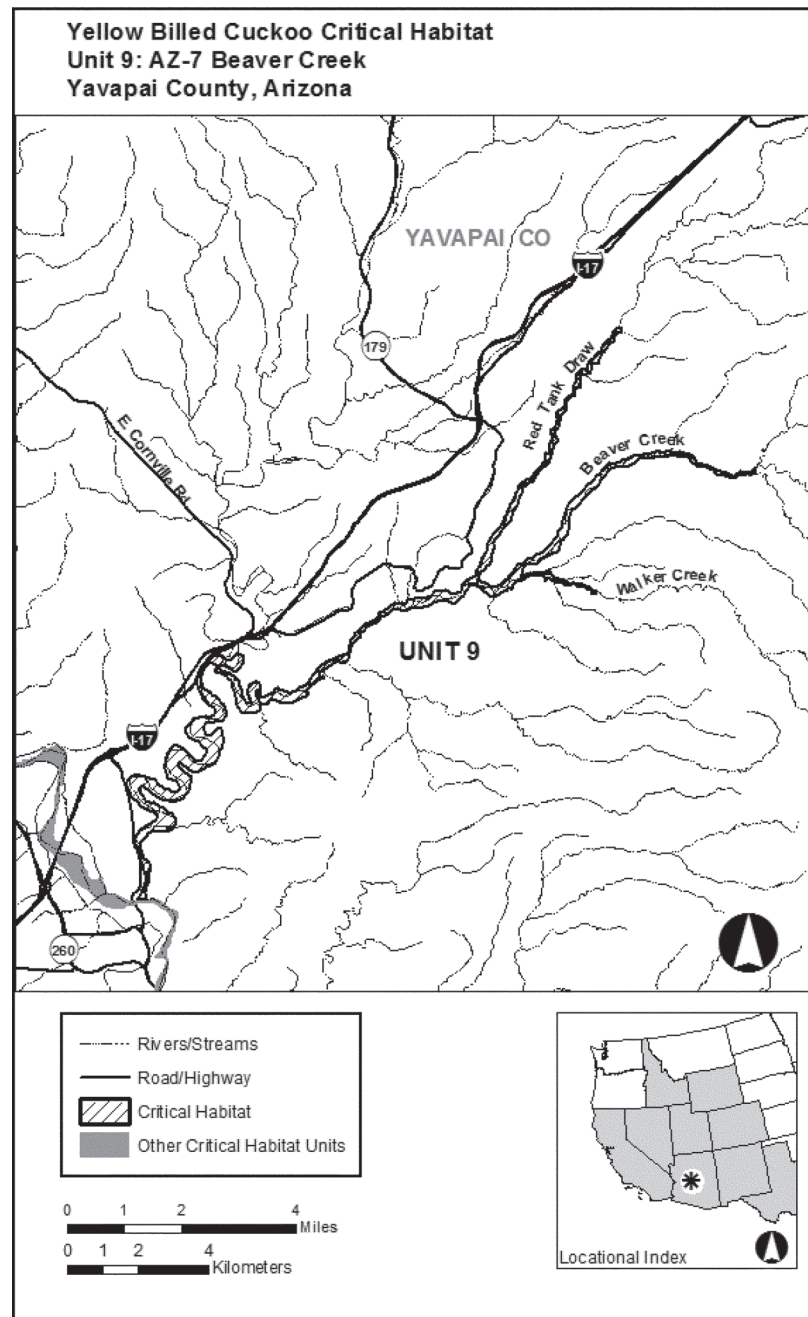 Yellow Billed Cuckoo Critical Habitat
Unit 9: AZ-7 Beaver Creek
Yavapai County, Arizona
YAVAPAI CO
I-17
179
Red Tank Draw
E Cornville Rd
Beaver Creek
Walker Creek
UNIT 9
I-17
260
Rivers/Streams
Road/Highway
Critical Habitat
Other Critical Habitat Units
0 1 2 4
Miles
0 1 2 4
Kilometers
Locational Index